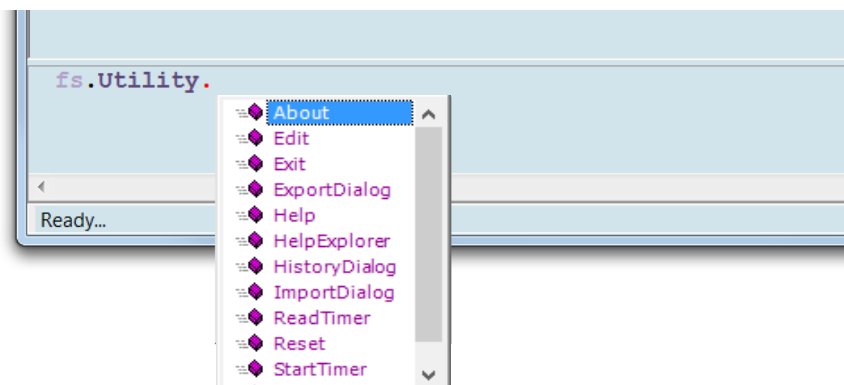 fs.Utility.
About
Edit
Exit
ExportDialog
Help
HelpExplorer
HistoryDialog
ImportDialog
ReadTimer
Reset
StartTimer
Ready...